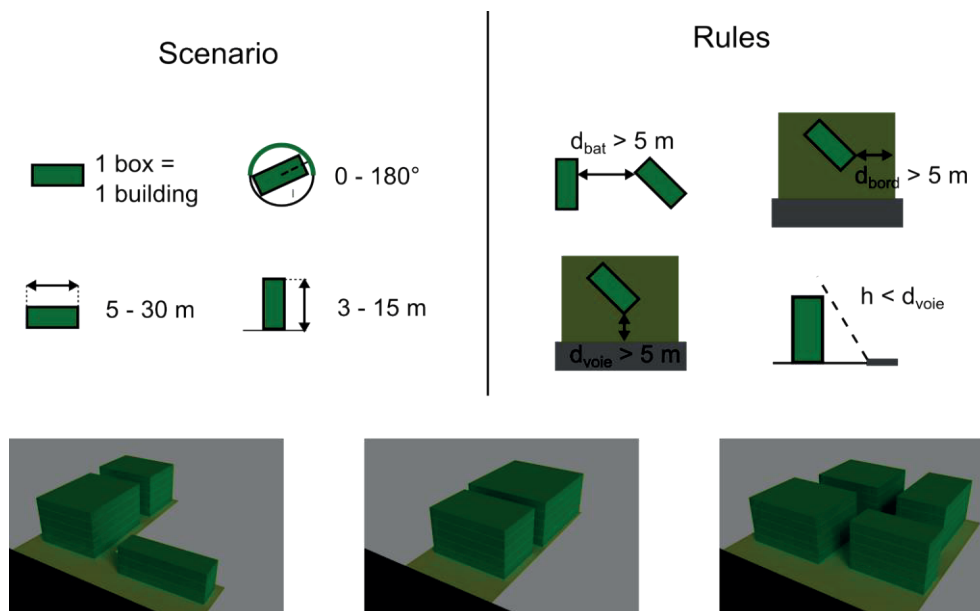 Scenario
1 box =
1 building
0 - 180°
5 - 30 m
3 - 15 m
Rules
d_bat > 5 m
d_bord > 5 m
d_voie > 5 m
h < d_voie